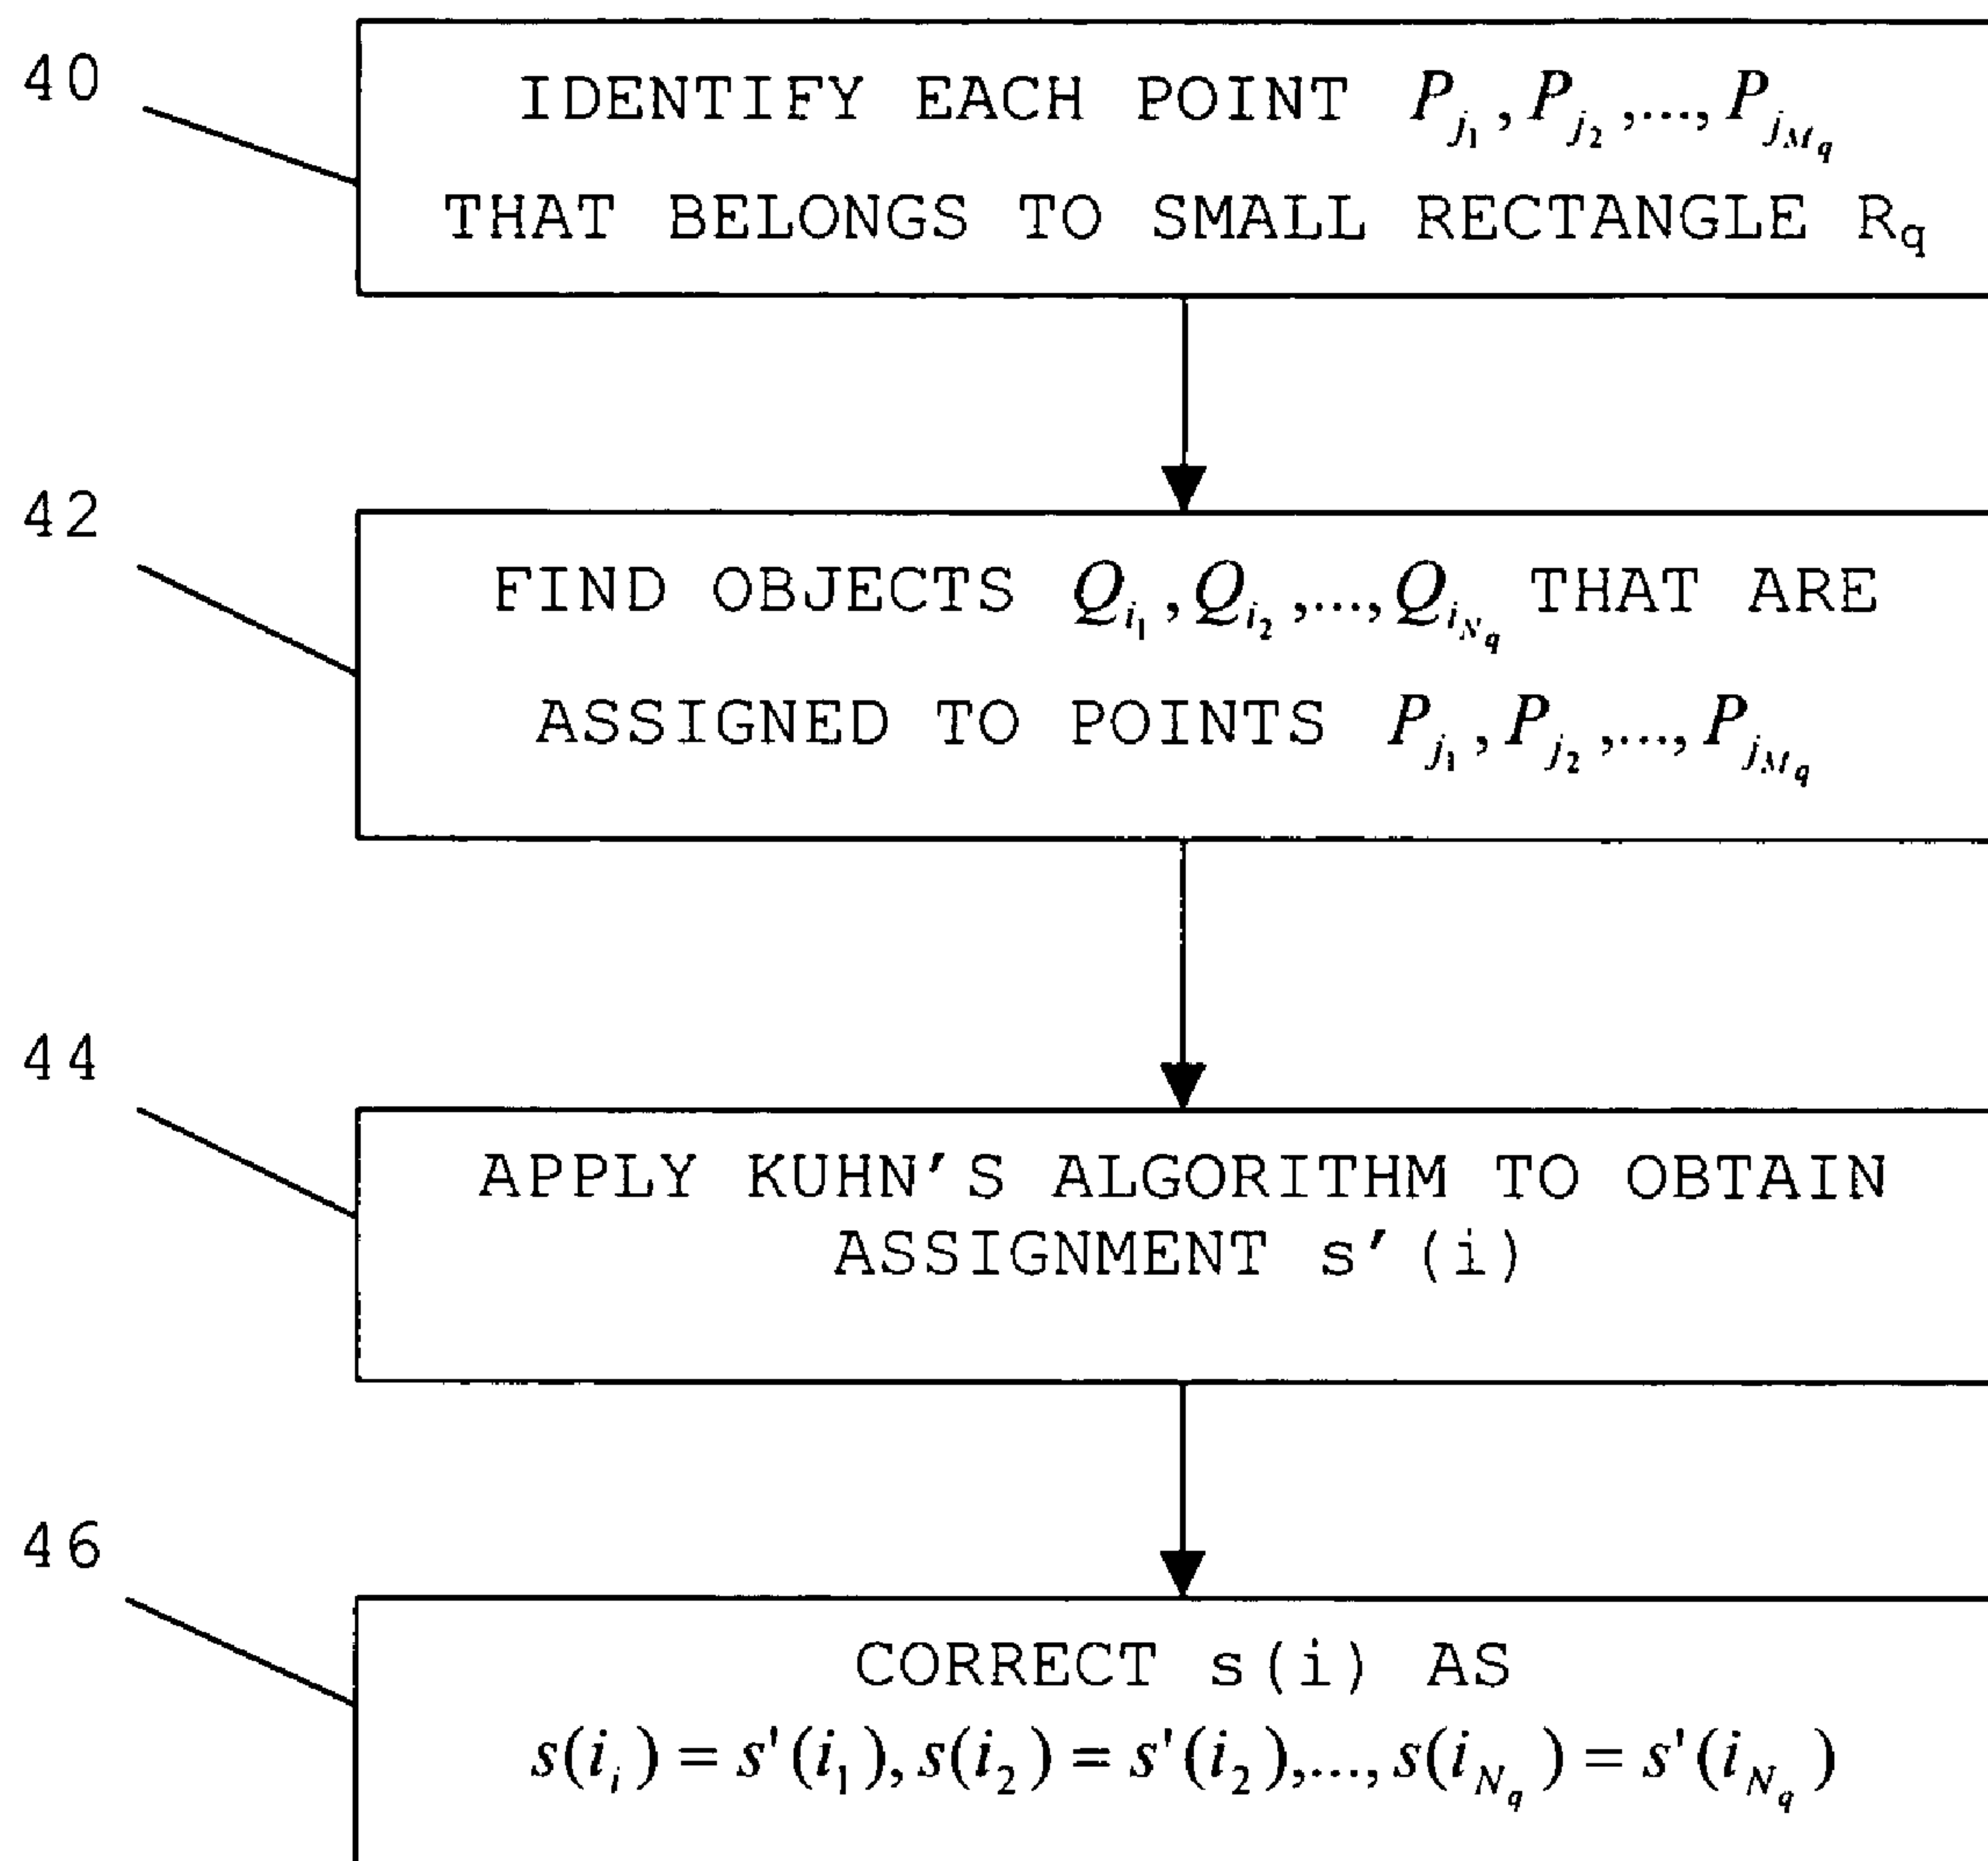 40
IDENTIFY EACH POINT $P_{j_1}, P_{j_2}, ..., P_{j_{M_q}}$
THAT BELONGS TO SMALL RECTANGLE R_q
42
FIND OBJECTS $Q_{i_1}, Q_{i_2}, ..., Q_{i_{N_q}}$ THAT ARE
ASSIGNED TO POINTS $P_{j_1}, P_{j_2}, ..., P_{j_{M_q}}$
44
APPLY KUHN'S ALGORITHM TO OBTAIN
ASSIGNMENT s'(i)
46
CORRECT s(i) AS
$s(i_i) = s'(i_1), s(i_2) = s'(i_2), ..., s(i_{N_q}) = s'(i_{N_q})$